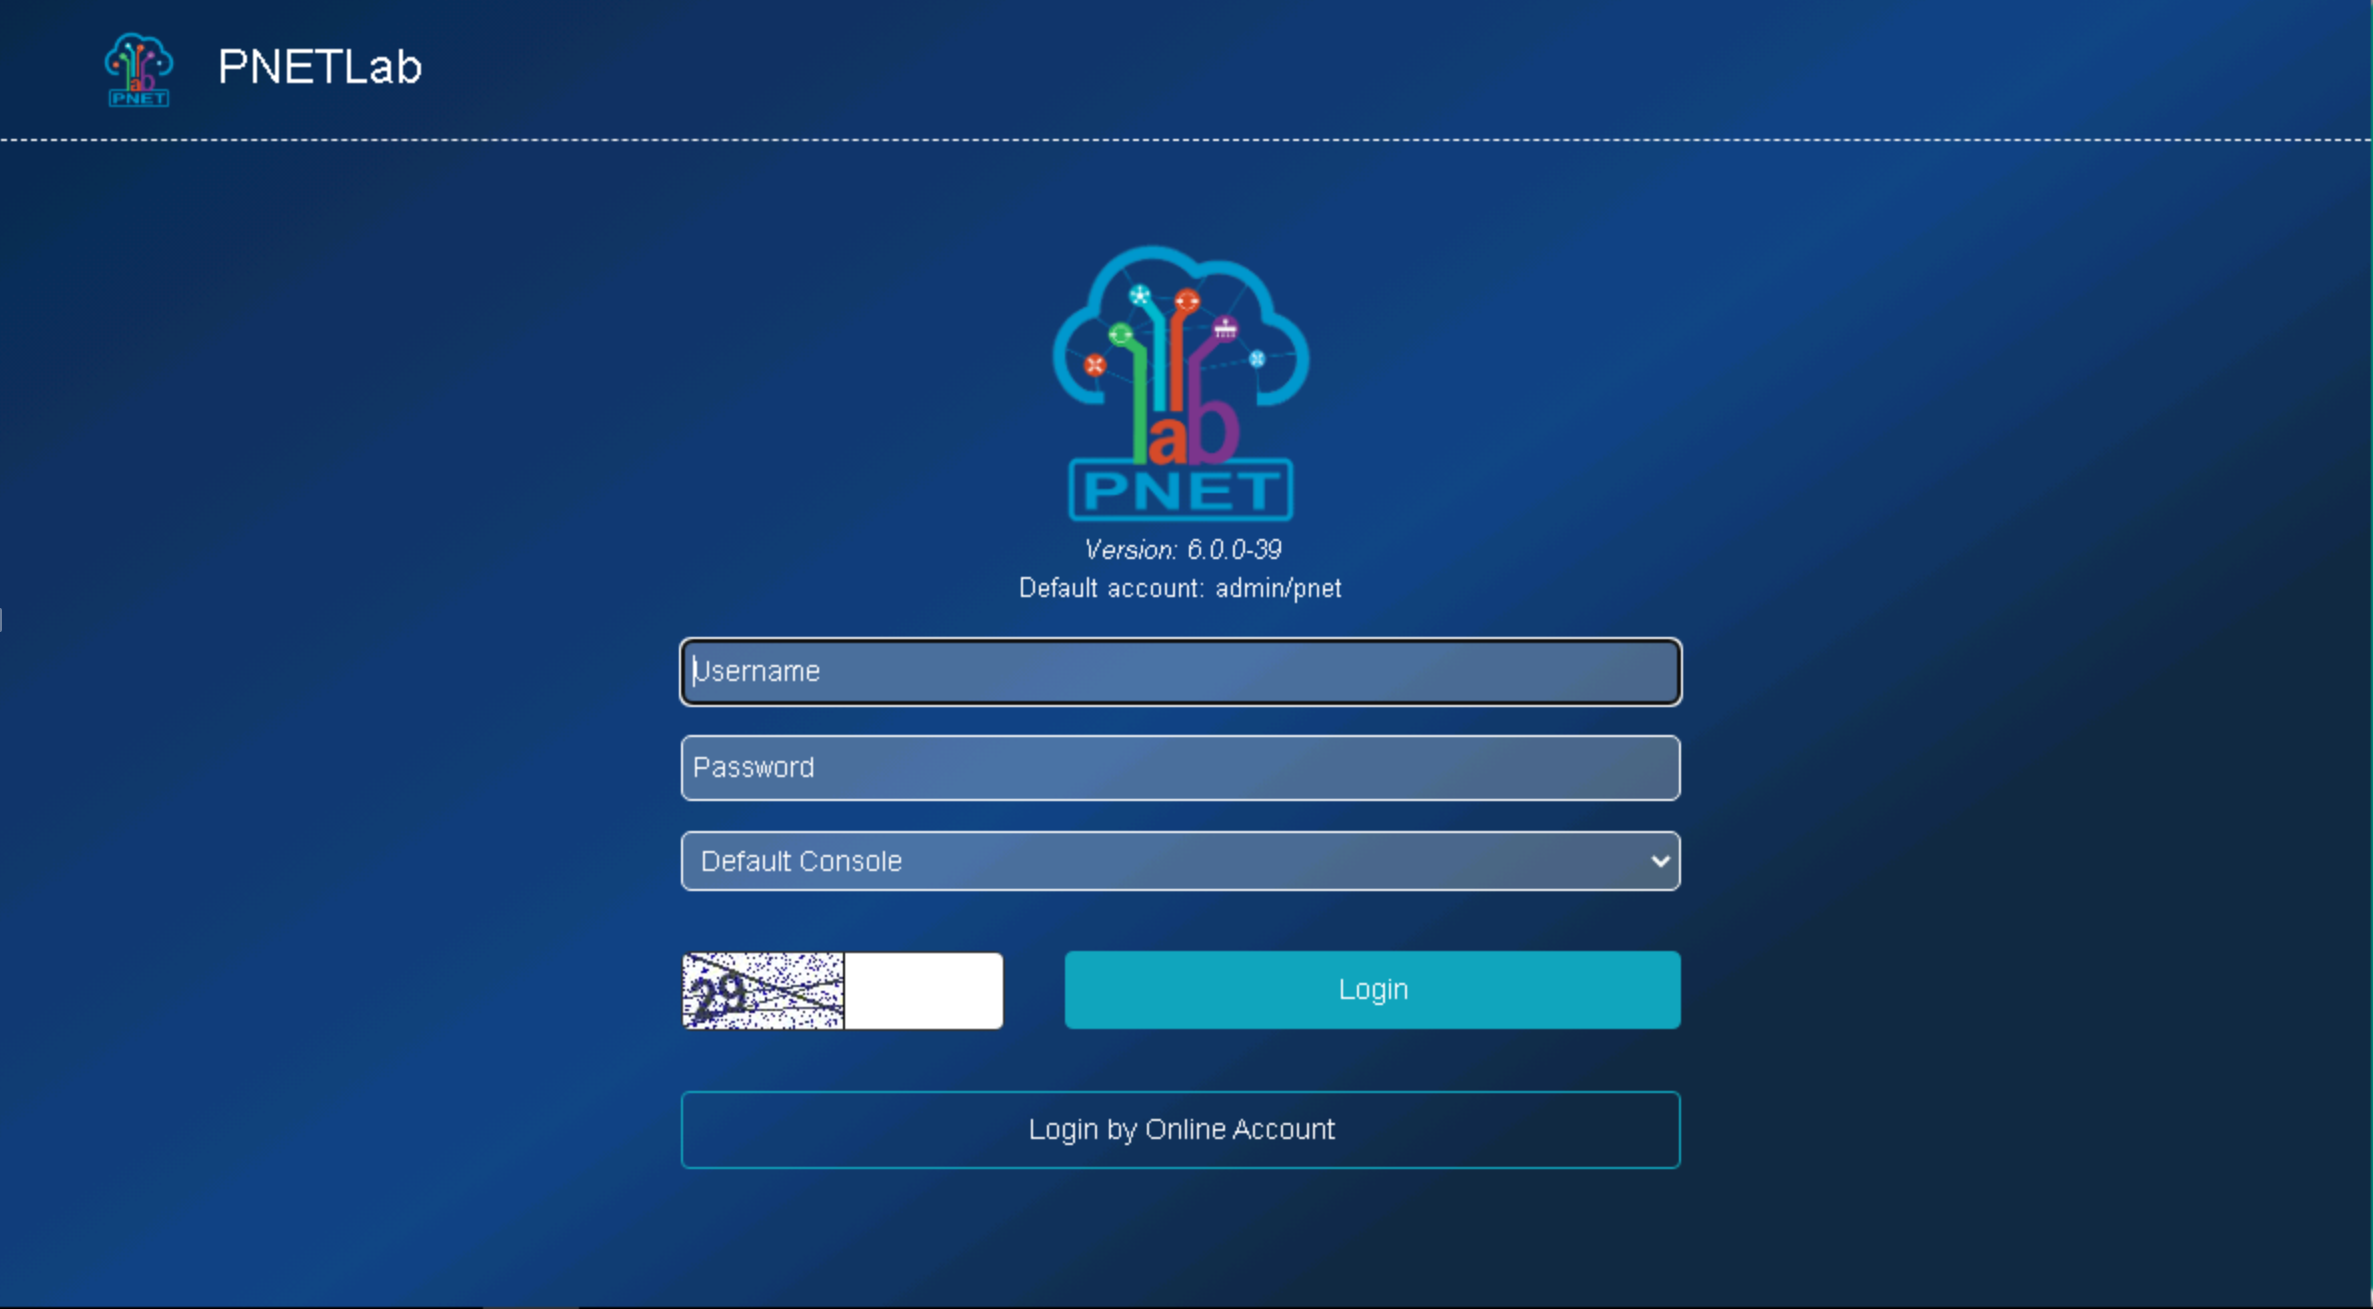 lab
PNET
PNETLab
lab
PNET
Version: 6.0.0-39
Default account: admin/pnet
Username
Password
Default Console
29
Login
Login by Online Account